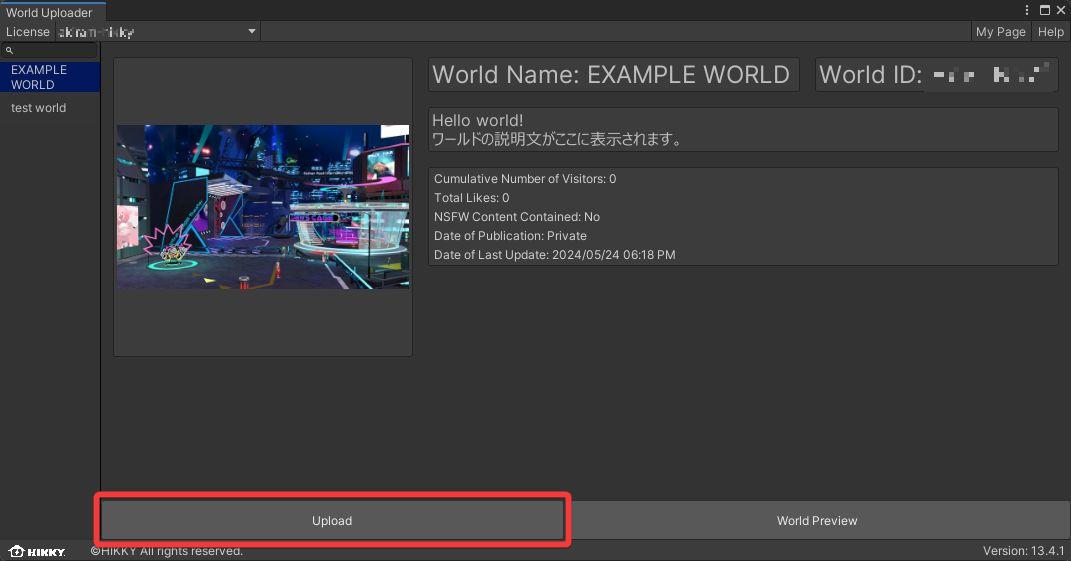 World Uploader
License
My Page
Help
EXAMPLE
WORLD
test world
World Name: EXAMPLE WORLD
World ID:
Hello world!
ワールドの説明文がここに表示されます。
Cumulative Number of Visitors: 0
Total Likes: 0
NSFW Content Contained: No
Date of Publication: Private
Date of Last Update: 2024/05/24 06:18 PM
Upload
World Preview
HIKKY
©HIKKY All rights reserved.
Version: 13.4.1